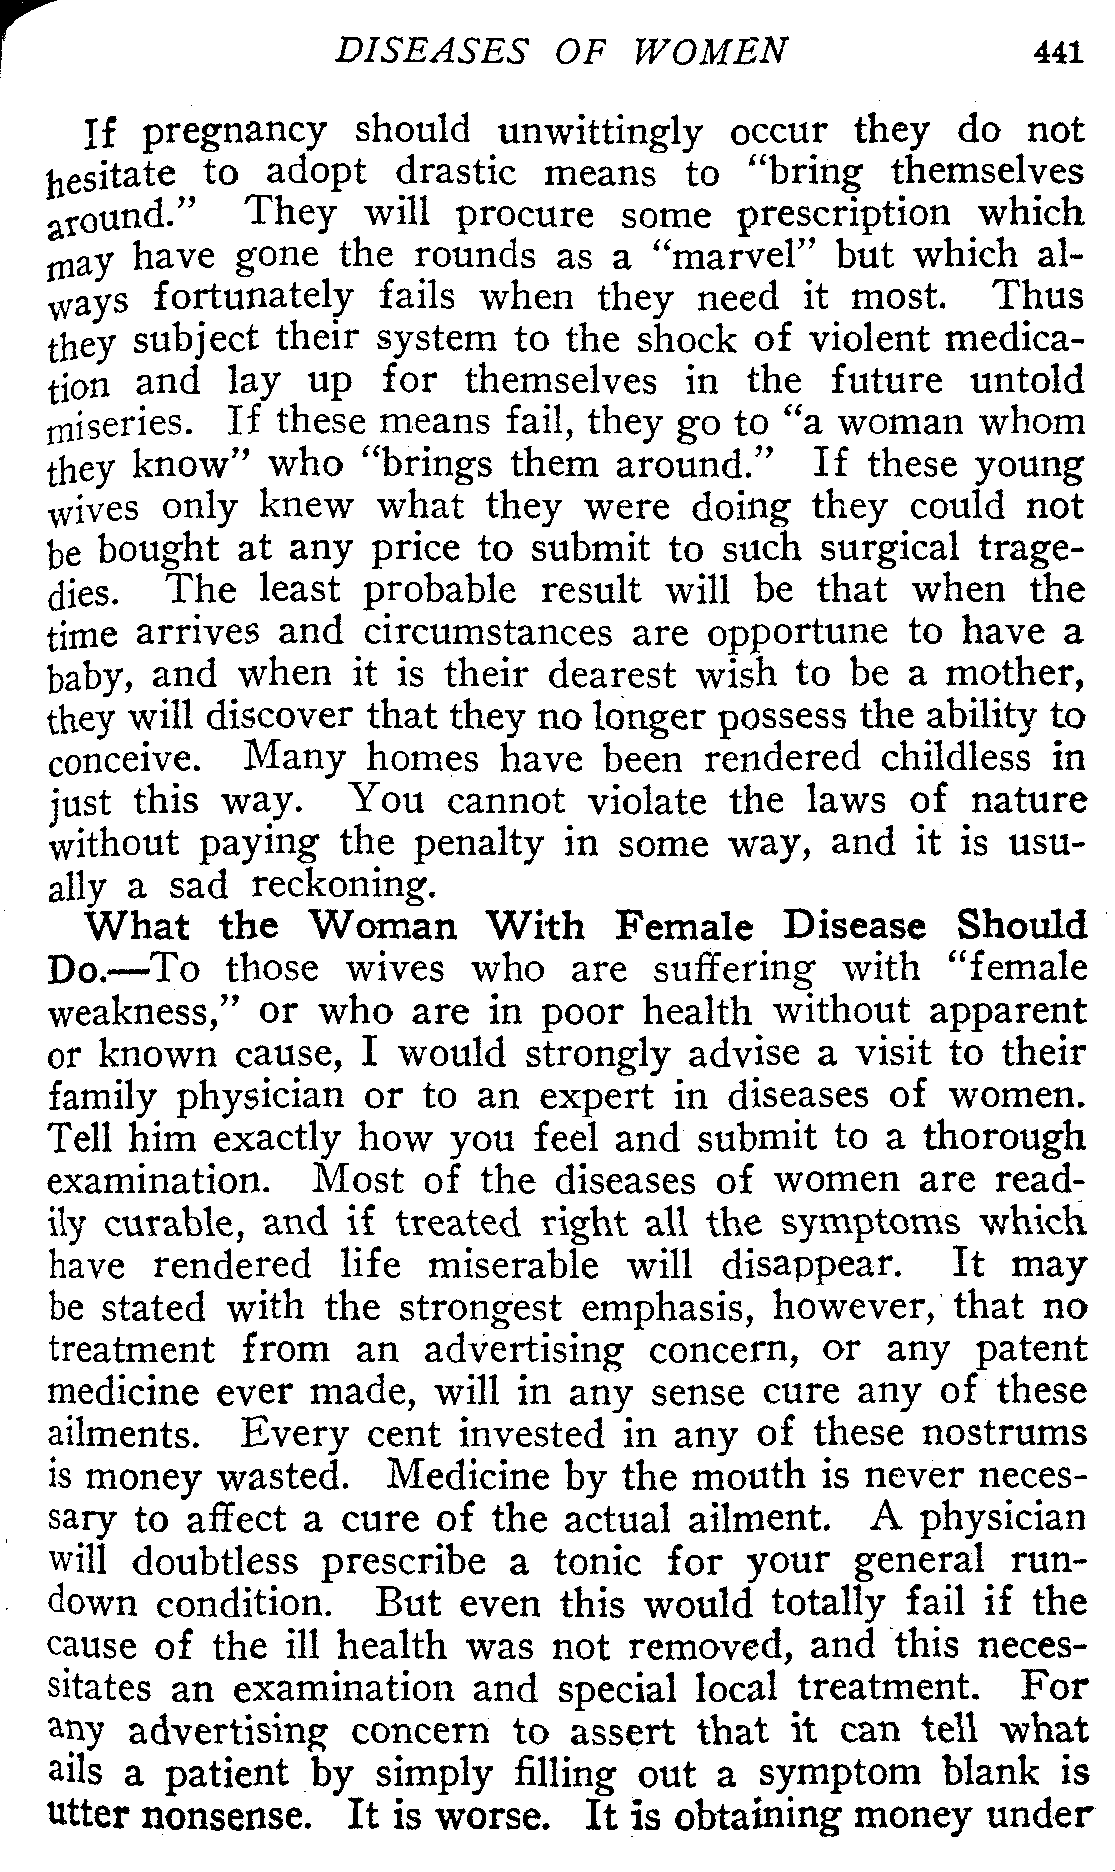 DISEASES OF WOMEN 441
If pregnancy should unwittingly occur they do not
hesitate to adopt drastic means to “bring themselves
around.” They will procure some prescription which
may have gone the rounds as a “marvel” but which al-
ways fortunately fails when they need it most. Thus
they subject their system to the shock of violent medica-
tion and lay up for themselves in the future untold
miseries. If these means fail, they go to “a woman whom
they know” who “brings them around.” If these young
wives only knew what they were doing they could not
be bought at any price to submit to such surgical trage-
dies. The least probable result will be that when the
time arrives and circumstances are opportune to have a
baby, and when it is their dearest wish to be a mother,
they will discover that they no longer possess the ability to
conceive. Many homes have been rendered childless in
just this way. You cannot violate the laws of nature
without paying the penalty in some way, and it is usu-
ally a sad reckoning.
What the Woman With Female Disease Should
Do.—To those wives who are suffering with “female
weakness,” or who are in poor health without apparent
or known cause, I would strongly advise a visit to their
family physician or to an expert in diseases of women.
Tell him exactly how you feel and submit to a thorough
examination. Most of the diseases of women are read-
ily curable, and if treated right all the symptoms which
have rendered life miserable will disappear. It may
be stated with the strongest emphasis, however, that no
treatment from an advertising concern, or any patent
medicine ever made, will in any sense cure any of these
ailments. Every cent invested in any of these nostrums
is money wasted. Medicine by the mouth is never neces-
sary to affect a cure of the actual ailment. A physician
will doubtless prescribe a tonic for your general run-
down condition. But even this would totally fail if the
cause of the ill health was not removed, and this neces-
sitates an examination and special local treatment. For
any advertising concern to assert that it can tell what
ails a patient by simply filling out a symptom blank is
utter nonsense. It is worse. It is obtaining money under